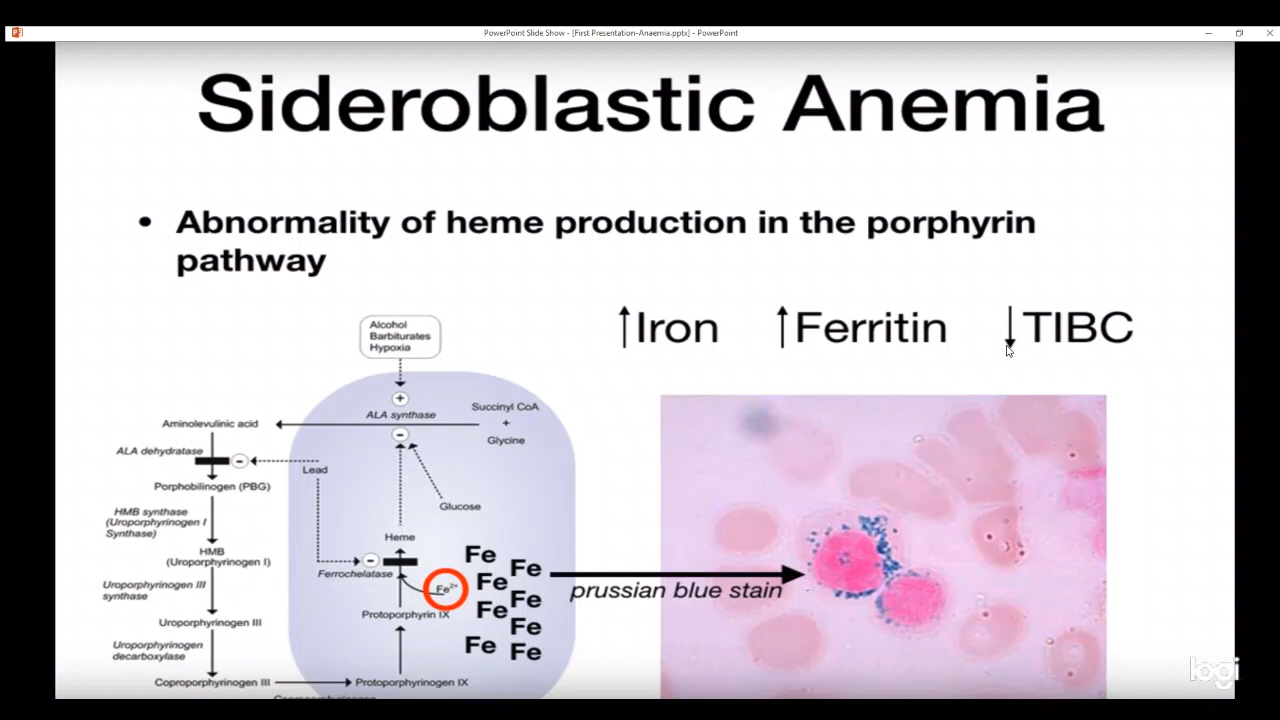 PowerPoint Slide Show - [First Presentation-Anaemia.pptx] - PowerPoint
Sideroblastic Anemia
• Abnormality of heme production in the porphyrin
pathway
↑Iron ↑Ferritin ↓TIBC
Alcohol
Barbiturates
Hypoxia
+
ALA synthase
Succinyl CoA
+
Glycine
Aminolevulinic acid
−
ALA dehydratase
−
Lead
Porphobilinogen (PBG)
Glucose
HMB synthase
(Uroporphyrinogen I
Synthase)
Heme
HMB
(Uroporphyrinogen I)
−
Ferrochelatase
Fe²⁺
Fe
Fe
Fe
Fe
Fe
Fe
Fe
Fe
prussian blue stain
Uroporphyrinogen III
synthase
Protoporphyrin IX
Uroporphyrinogen III
Uroporphyrinogen
decarboxylase
Coproporphyrinogen III
Protoporphyrinogen IX
logi